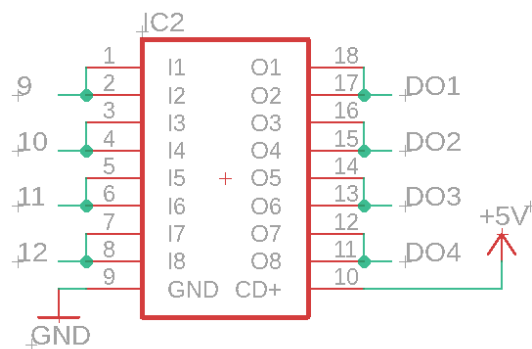 IC2
1 I1 O1 18
9 2 I2 O2 17 DO1
3 I3 O3 16
10 4 I4 O4 15 DO2
5 I5 O5 14
11 6 I6 O6 13 DO3
7 I7 O7 12 +5V
12 8 I8 O8 11 DO4
9 GND CD+ 10
GND